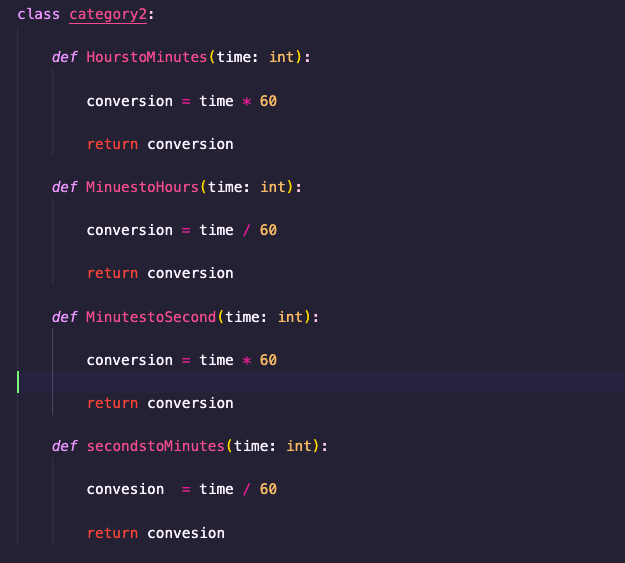 class category2:
def HourstoMinutes(time: int):
conversion = time * 60
return conversion
def MinuestoHours(time: int):
conversion = time / 60
return conversion
def MinutestoSecond(time: int):
conversion = time * 60
return conversion
def secondstoMinutes(time: int):
convesion  = time / 60
return convesion